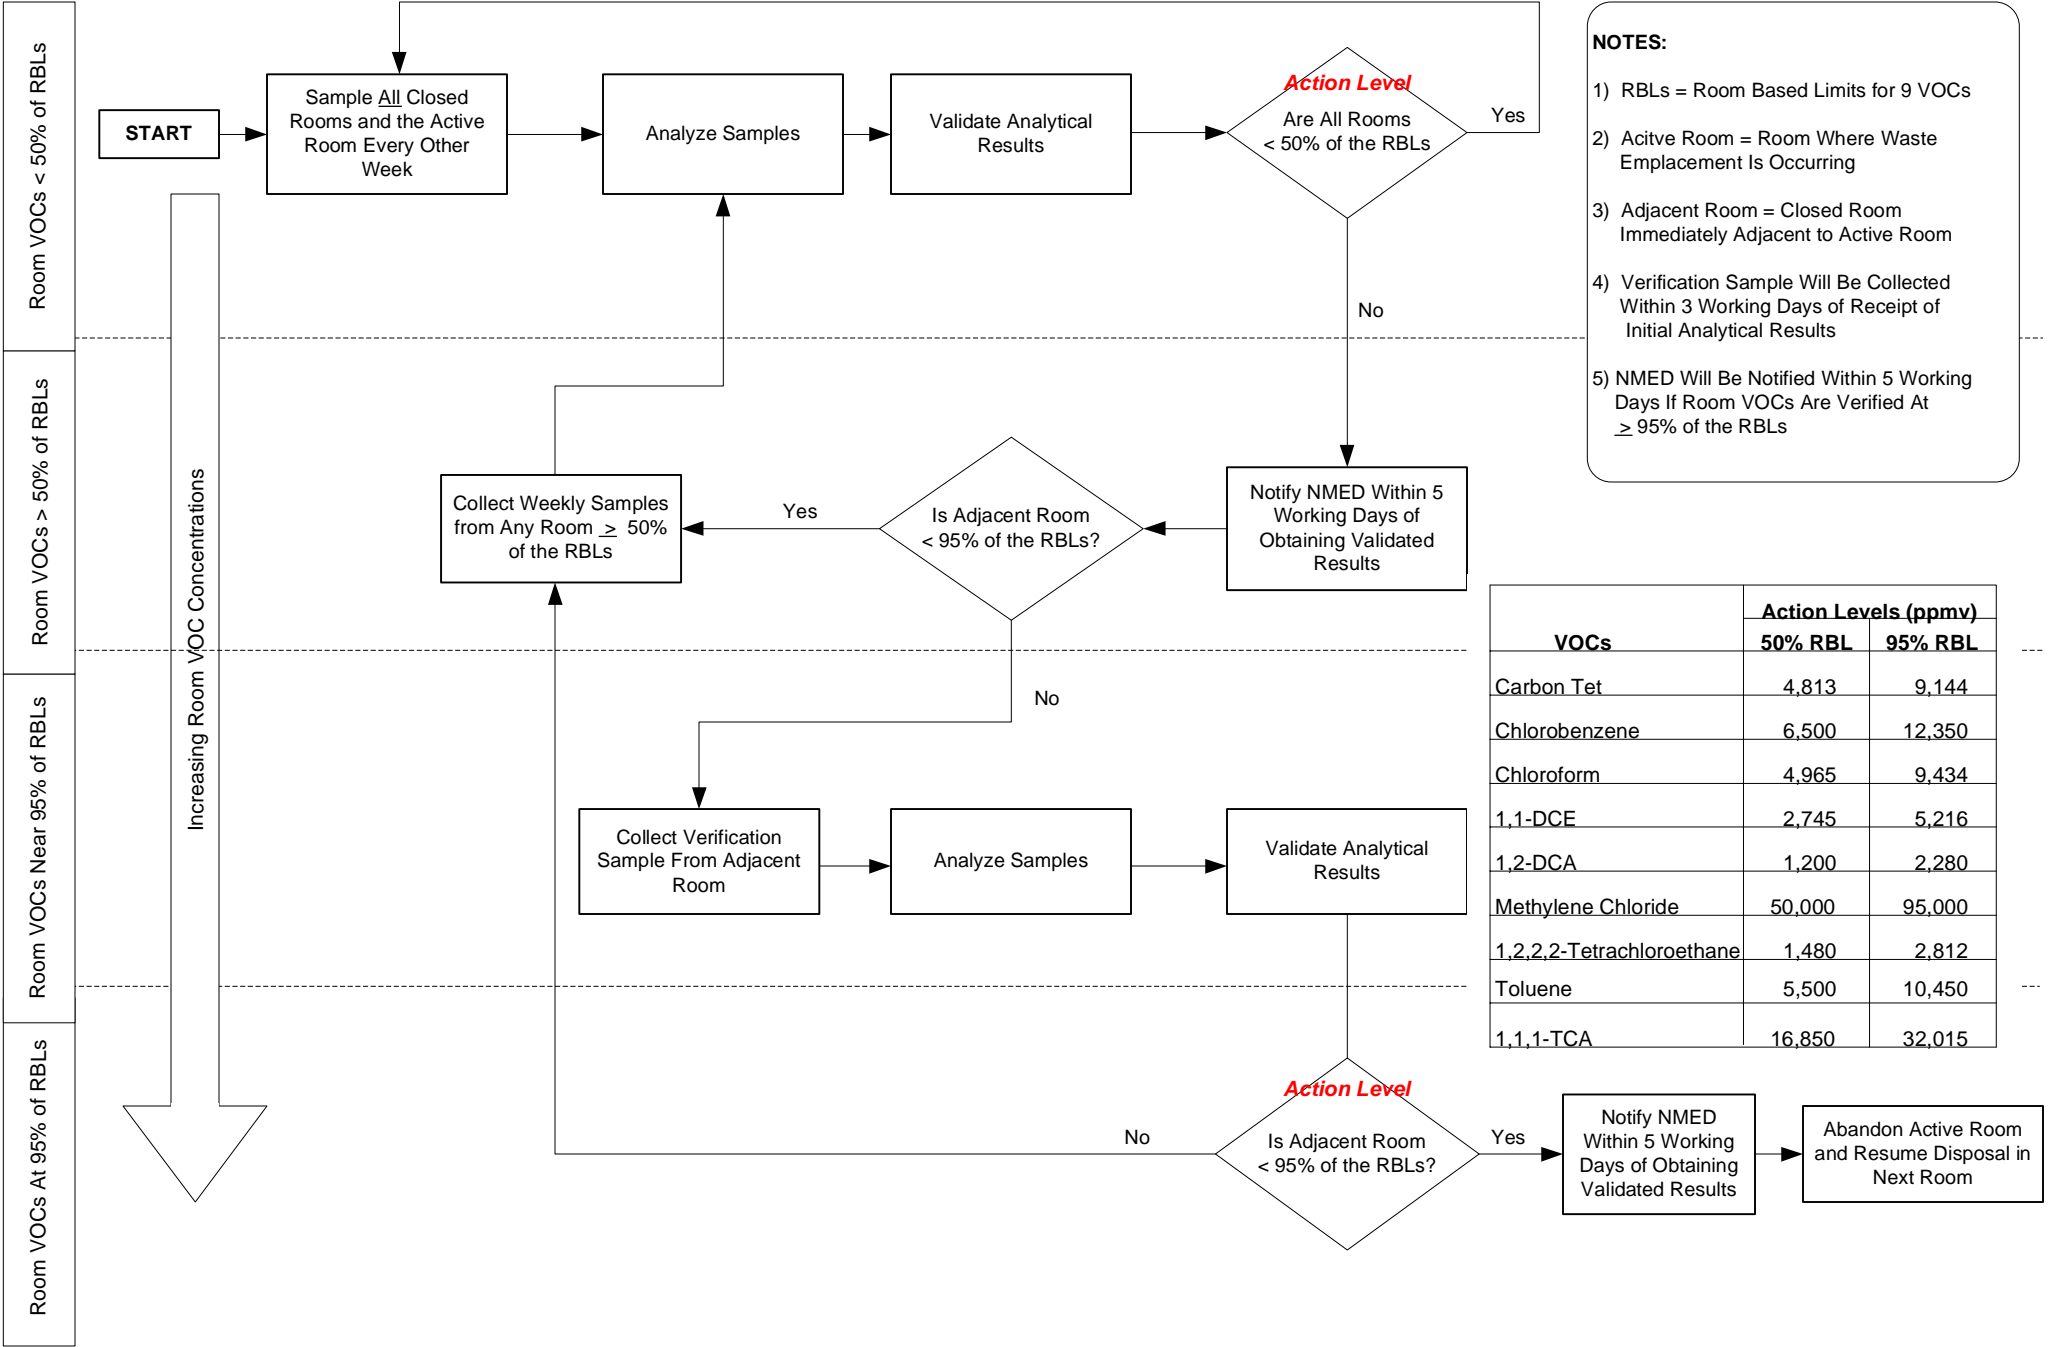 Room VOCs < 50% of RBLs
START
Sample All Closed
Rooms and the Active
Room Every Other
Week
Analyze Samples
Validate Analytical
Results
Action Level
Are All Rooms
< 50% of the RBLs
Yes
No
NOTES:
1) RBLs = Room Based Limits for 9 VOCs
2) Acitve Room = Room Where Waste
Emplacement Is Occurring
3) Adjacent Room = Closed Room
Immediately Adjacent to Active Room
4) Verification Sample Will Be Collected
Within 3 Working Days of Receipt of
Initial Analytical Results
5) NMED Will Be Notified Within 5 Working
Days If Room VOCs Are Verified At
≥ 95% of the RBLs
Increasing Room VOC Concentrations
Room VOCs > 50% of RBLs
Collect Weekly Samples
from Any Room ≥ 50%
of the RBLs
Yes
Is Adjacent Room
< 95% of the RBLs?
Notify NMED Within 5
Working Days of
Obtaining Validated
Results
No
VOCs Action Levels (ppmv)
50% RBL 95% RBL
Carbon Tet 4,813 9,144
Chlorobenzene 6,500 12,350
Chloroform 4,965 9,434
1,1-DCE 2,745 5,216
1,2-DCA 1,200 2,280
Methylene Chloride 50,000 95,000
1,2,2,2-Tetrachloroethane 1,480 2,812
Toluene 5,500 10,450
1,1,1-TCA 16,850 32,015
Room VOCs Near 95% of RBLs
Collect Verification
Sample From Adjacent
Room
Analyze Samples
Validate Analytical
Results
Room VOCs At 95% of RBLs
Action Level
Is Adjacent Room
< 95% of the RBLs?
No
Yes
Notify NMED
Within 5 Working
Days of Obtaining
Validated Results
Abandon Active Room
and Resume Disposal in
Next Room